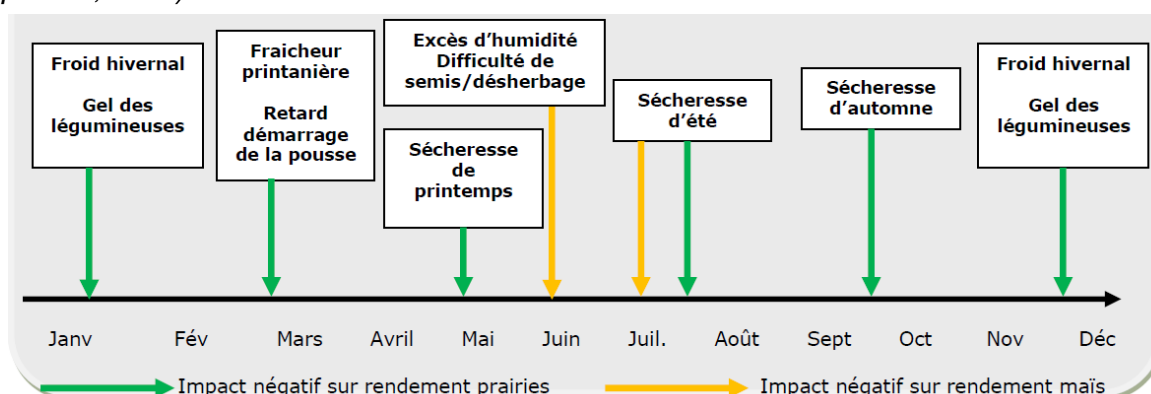 Froid hivernal
Gel des
légumineuses
Fraicheur
printanière
Retard
démarrage
de la pousse
Excès d'humidité
Difficulté de
semis/désherbage
Sécheresse
de
printemps
Sécheresse
d'été
Sécheresse
d'automne
Froid hivernal
Gel des
légumineuses
Janv Fév Mars Avril Mai Juin Juil. Août Sept Oct Nov Déc
Impact négatif sur rendement prairies Impact négatif sur rendement maïs